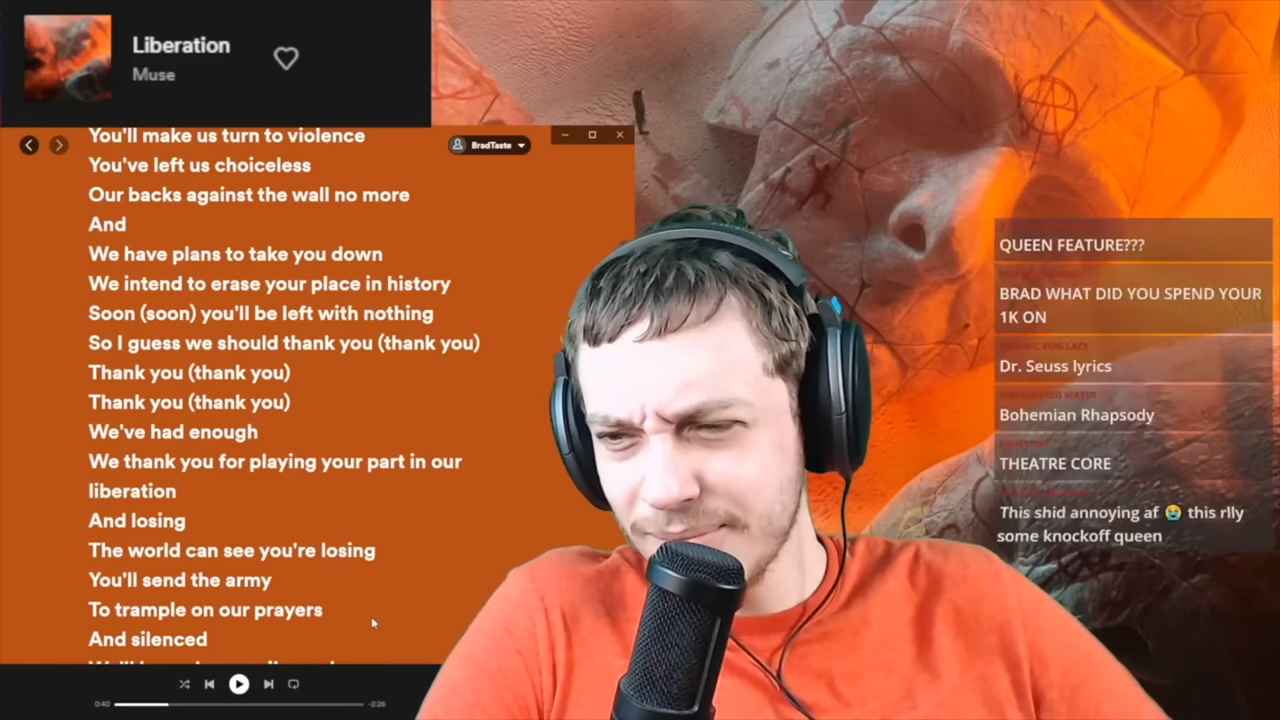 Liberation
Muse
You'll make us turn to violence
BradTaste
You've left us choiceless
Our backs against the wall no more
And
We have plans to take you down
We intend to erase your place in history
Soon (soon) you'll be left with nothing
So I guess we should thank you (thank you)
Thank you (thank you)
Thank you (thank you)
We've had enough
We thank you for playing your part in our
liberation
And losing
The world can see you're losing
You'll send the army
To trample on our prayers
And silenced
0:40
-2:26
QUEEN FEATURE???
BRAD WHAT DID YOU SPEND YOUR
1K ON
Dr. Seuss lyrics
Bohemian Rhapsody
THEATRE CORE
This shid annoying af 😭 this rlly
some knockoff queen